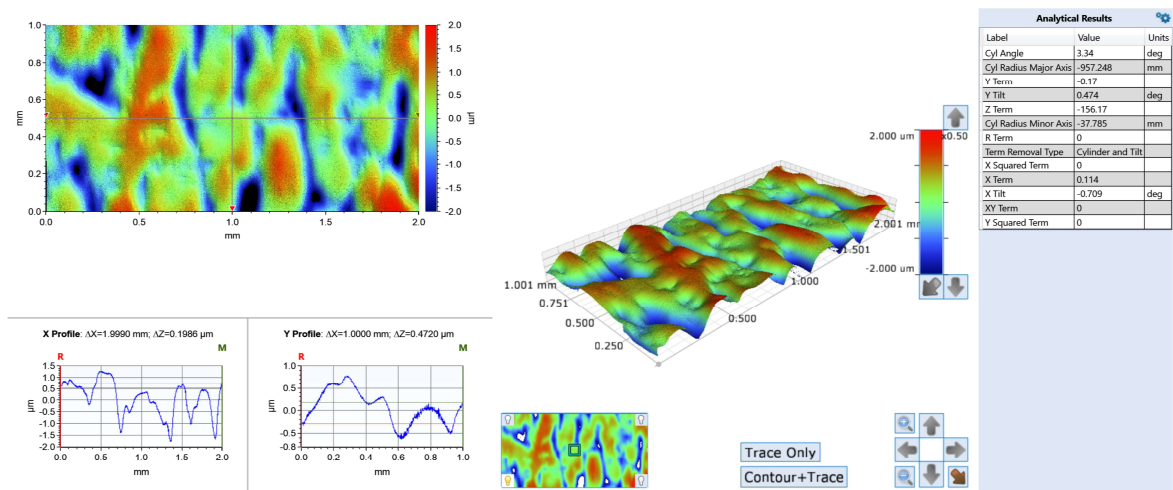 1.0
0.8
0.6
0.4
0.2
0.0
mm
0.0 0.5 1.0 1.5 2.0
mm
2.0
1.5
1.0
0.5
0.0
-0.5
-1.0
-1.5
-2.0
µm
X Profile: ΔX=1.9990 mm; ΔZ=0.1986 µm
R M
1.5
1.0
0.5
0.0
-0.5
-1.0
-1.5
-2.0
µm
0.0 0.4 0.8 1.2 1.6 2.0
mm
Y Profile: ΔX=1.0000 mm; ΔZ=0.4720 µm
R M
1.0
0.5
0.0
-0.5
-0.8
µm
0.0 0.2 0.4 0.6 0.8 1.0
mm
2.000 um x0.50
2.001 mm
1.501
-2.000 um
1.000
0.500
1.001 mm
0.751
0.500
0.250
Trace Only
Contour+Trace
Analytical Results
Label Value Units
Cyl Angle 3.34 deg
Cyl Radius Major Axis -957.248 mm
Y Term -0.17
Y Tilt 0.474 deg
Z Term -156.17
Cyl Radius Minor Axis -37.785 mm
R Term 0
Term Removal Type Cylinder and Tilt
X Squared Term 0
X Term 0.114
X Tilt -0.709 deg
XY Term 0
Y Squared Term 0